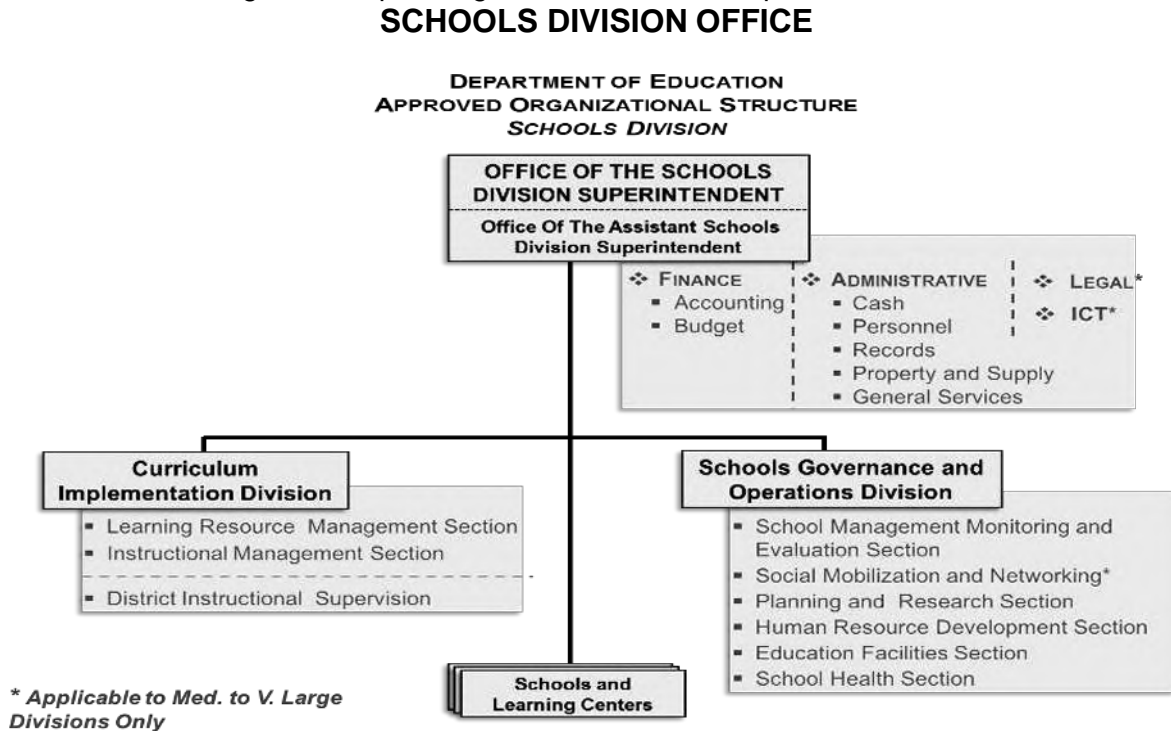 SCHOOLS DIVISION OFFICE
DEPARTMENT OF EDUCATION
APPROVED ORGANIZATIONAL STRUCTURE
SCHOOLS DIVISION
OFFICE OF THE SCHOOLS
DIVISION SUPERINTENDENT
Office Of The Assistant Schools
Division Superintendent
❖ FINANCE
▪ Accounting
▪ Budget
❖ ADMINISTRATIVE
▪ Cash
▪ Personnel
▪ Records
▪ Property and Supply
▪ General Services
❖ LEGAL*
❖ ICT*
Curriculum
Implementation Division
▪ Learning Resource Management Section
▪ Instructional Management Section
▪ District Instructional Supervision
Schools Governance and
Operations Division
▪ School Management Monitoring and
Evaluation Section
▪ Social Mobilization and Networking*
▪ Planning and Research Section
▪ Human Resource Development Section
▪ Education Facilities Section
▪ School Health Section
Schools and
Learning Centers
* Applicable to Med. to V. Large
Divisions Only